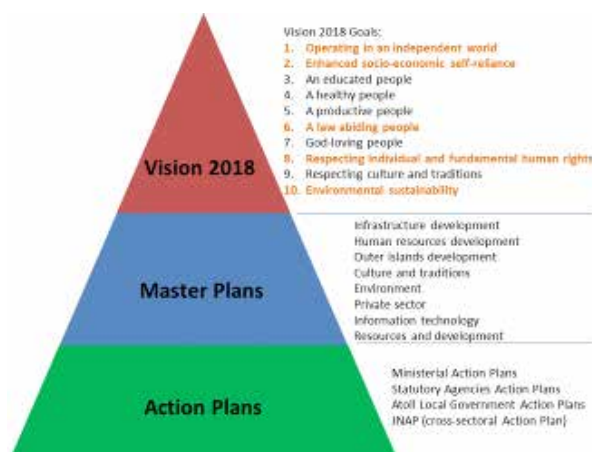 Vision 2018 Goals:
1. Operating in an independent world
2. Enhanced socio-economic self-reliance
3. An educated people
4. A healthy people
5. A productive people
6. A law abiding people
7. God-loving people
8. Respecting individual and fundamental human rights
9. Respecting culture and traditions
10. Environmental sustainability
Vision 2018
Infrastructure development
Human resources development
Outer islands development
Culture and traditions
Environment
Private sector
Information technology
Resources and development
Master Plans
Ministerial Action Plans
Statutory Agencies Action Plans
Atoll Local Government Action Plans
JNAP (cross-sectoral Action Plan)
Action Plans